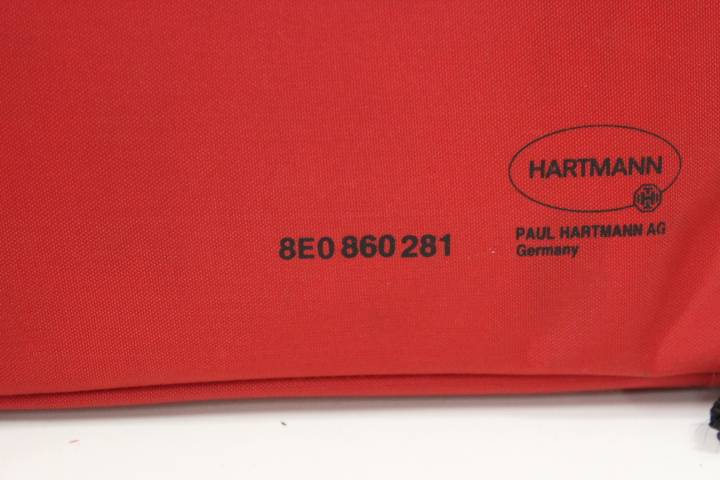 HARTMANN
8E0 860 281
PAUL HARTMANN AG
Germany